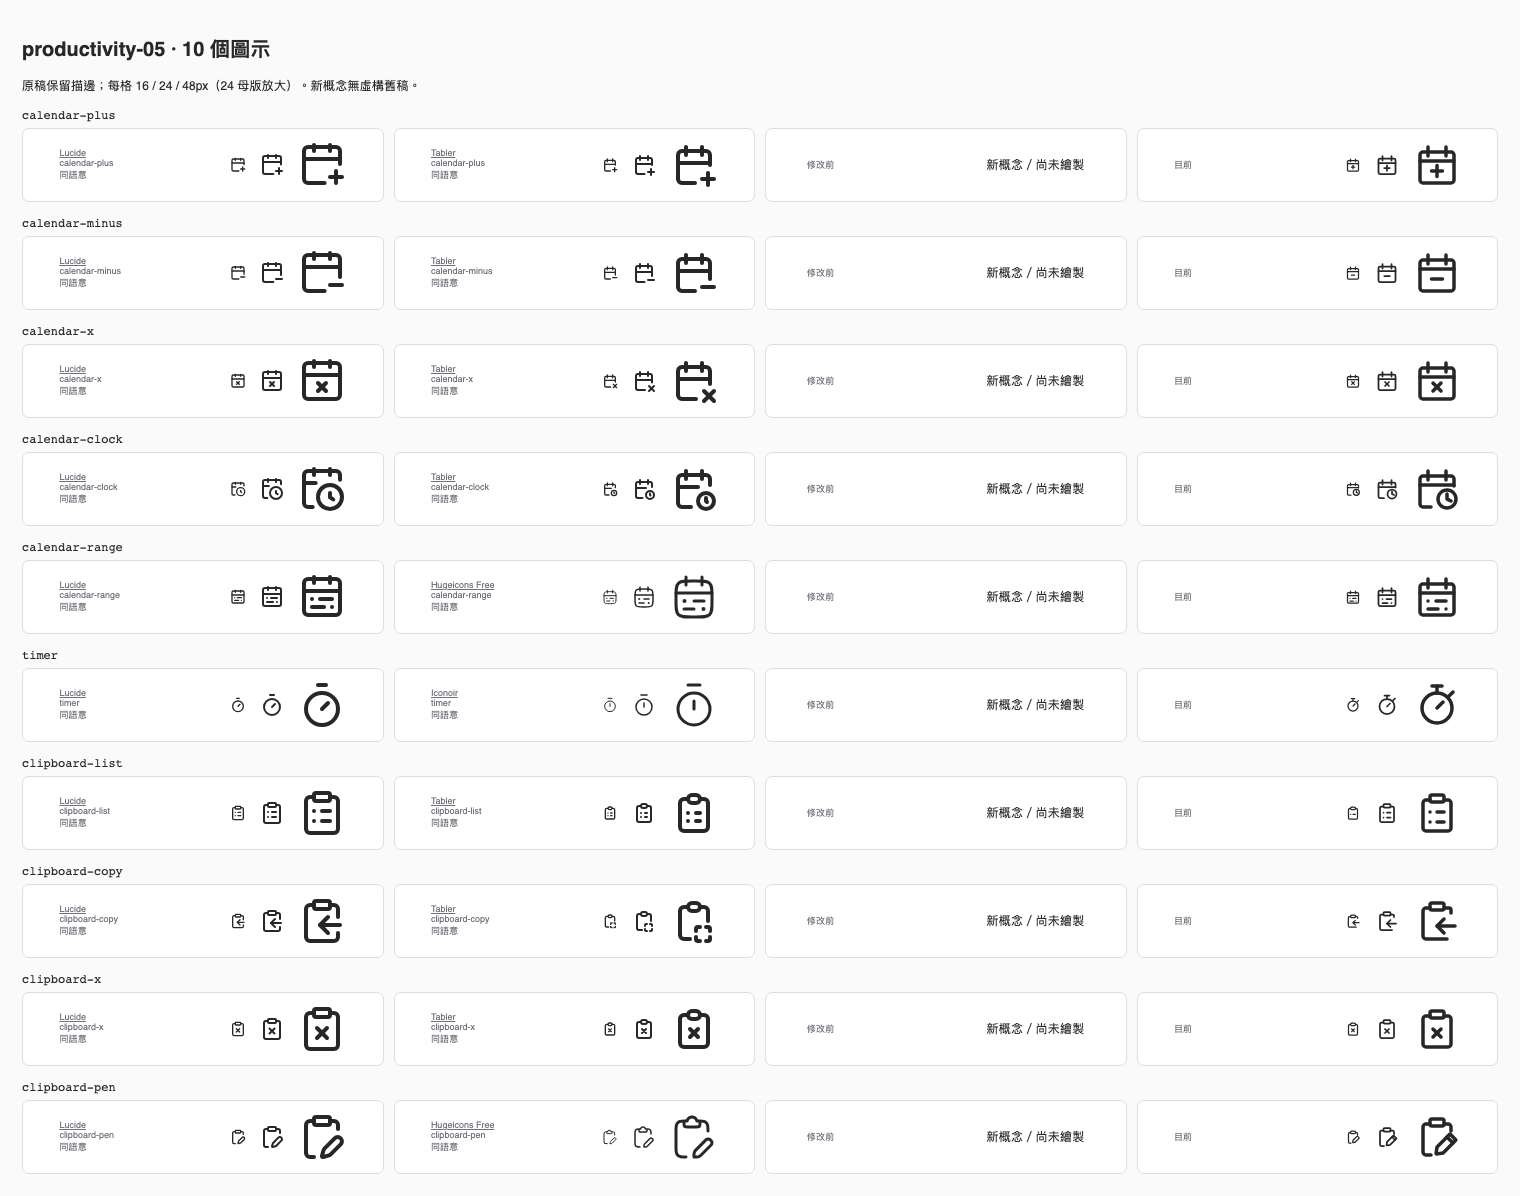 productivity-05 · 10 個圖示
原稿保留描邊；每格 16 / 24 / 48px（24 母版放大）。新概念無虛構舊稿。
calendar-plus
Lucide
calendar-plus
同語意
Tabler
calendar-plus
同語意
修改前
新概念 / 尚未繪製
目前
calendar-minus
Lucide
calendar-minus
同語意
Tabler
calendar-minus
同語意
修改前
新概念 / 尚未繪製
目前
calendar-x
Lucide
calendar-x
同語意
Tabler
calendar-x
同語意
修改前
新概念 / 尚未繪製
目前
calendar-clock
Lucide
calendar-clock
同語意
Tabler
calendar-clock
同語意
修改前
新概念 / 尚未繪製
目前
calendar-range
Lucide
calendar-range
同語意
Hugeicons Free
calendar-range
同語意
修改前
新概念 / 尚未繪製
目前
timer
Lucide
timer
同語意
Iconoir
timer
同語意
修改前
新概念 / 尚未繪製
目前
clipboard-list
Lucide
clipboard-list
同語意
Tabler
clipboard-list
同語意
修改前
新概念 / 尚未繪製
目前
clipboard-copy
Lucide
clipboard-copy
同語意
Tabler
clipboard-copy
同語意
修改前
新概念 / 尚未繪製
目前
clipboard-x
Lucide
clipboard-x
同語意
Tabler
clipboard-x
同語意
修改前
新概念 / 尚未繪製
目前
clipboard-pen
Lucide
clipboard-pen
同語意
Hugeicons Free
clipboard-pen
同語意
修改前
新概念 / 尚未繪製
目前